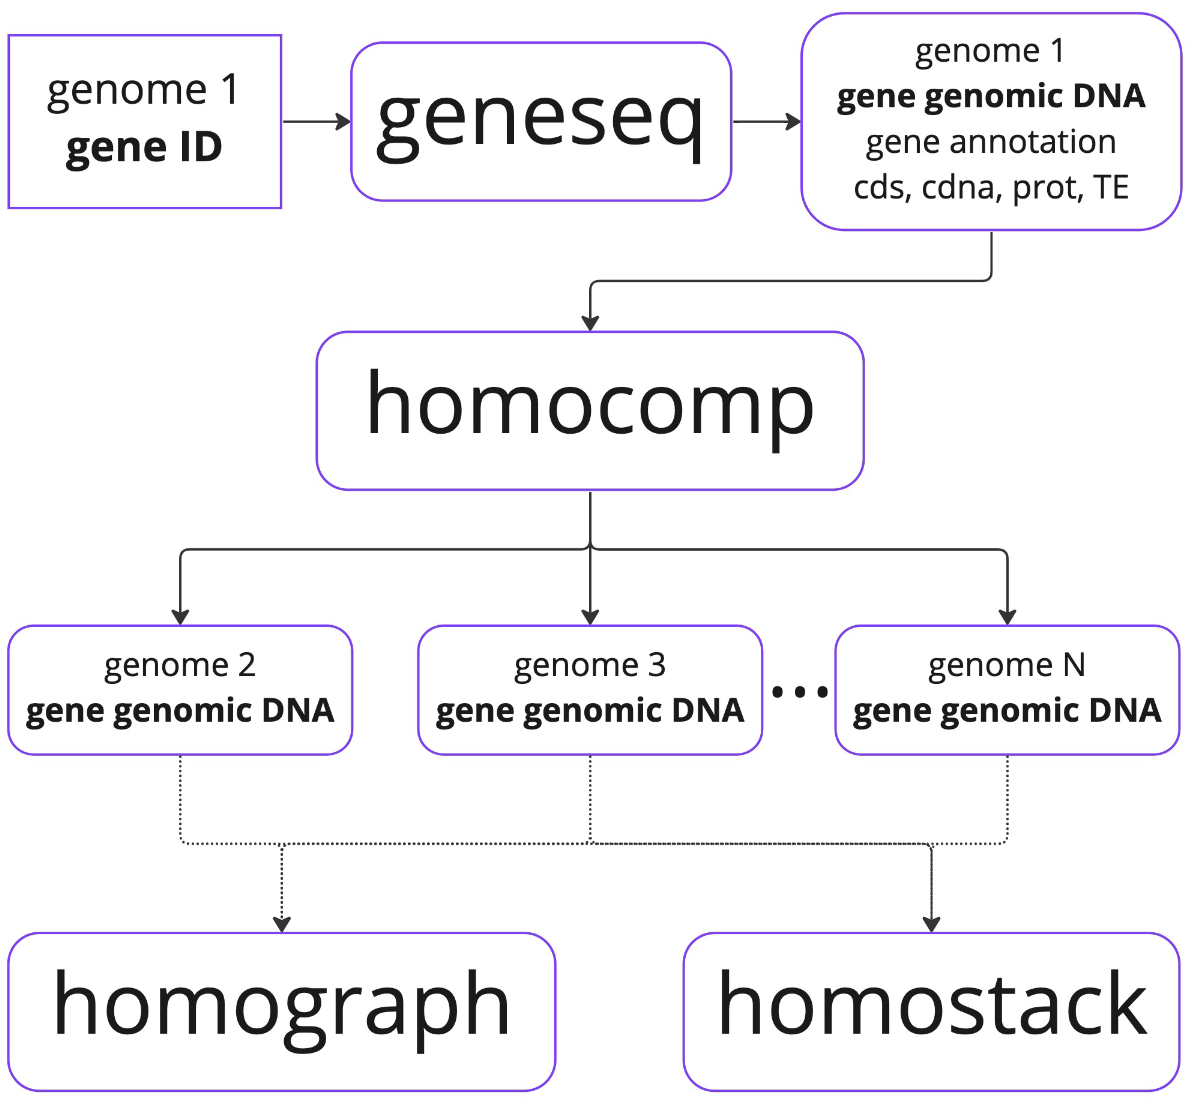 genome 1
gene ID
geneseq
genome 1
gene genomic DNA
gene annotation
cds, cdna, prot, TE
homocomp
genome 2
gene genomic DNA
genome 3
gene genomic DNA
...
genome N
gene genomic DNA
homograph
homostack